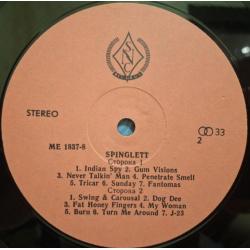 SNC
RECORDS
STEREO
33
2
ME 1837-8
SPINGLETT
Сторона 1
1. Indian Spy 2. Gum Visions
3. Never Talkin' Man 4. Penetrate Smell
5. Tricar 6. Sunday 7. Fantomas
Сторона 2
1. Swing & Carousal 2. Dog Dee
3. Fat Honey Fingers 4. My Woman
5. Burn 6. Turn Me Around 7. J-23